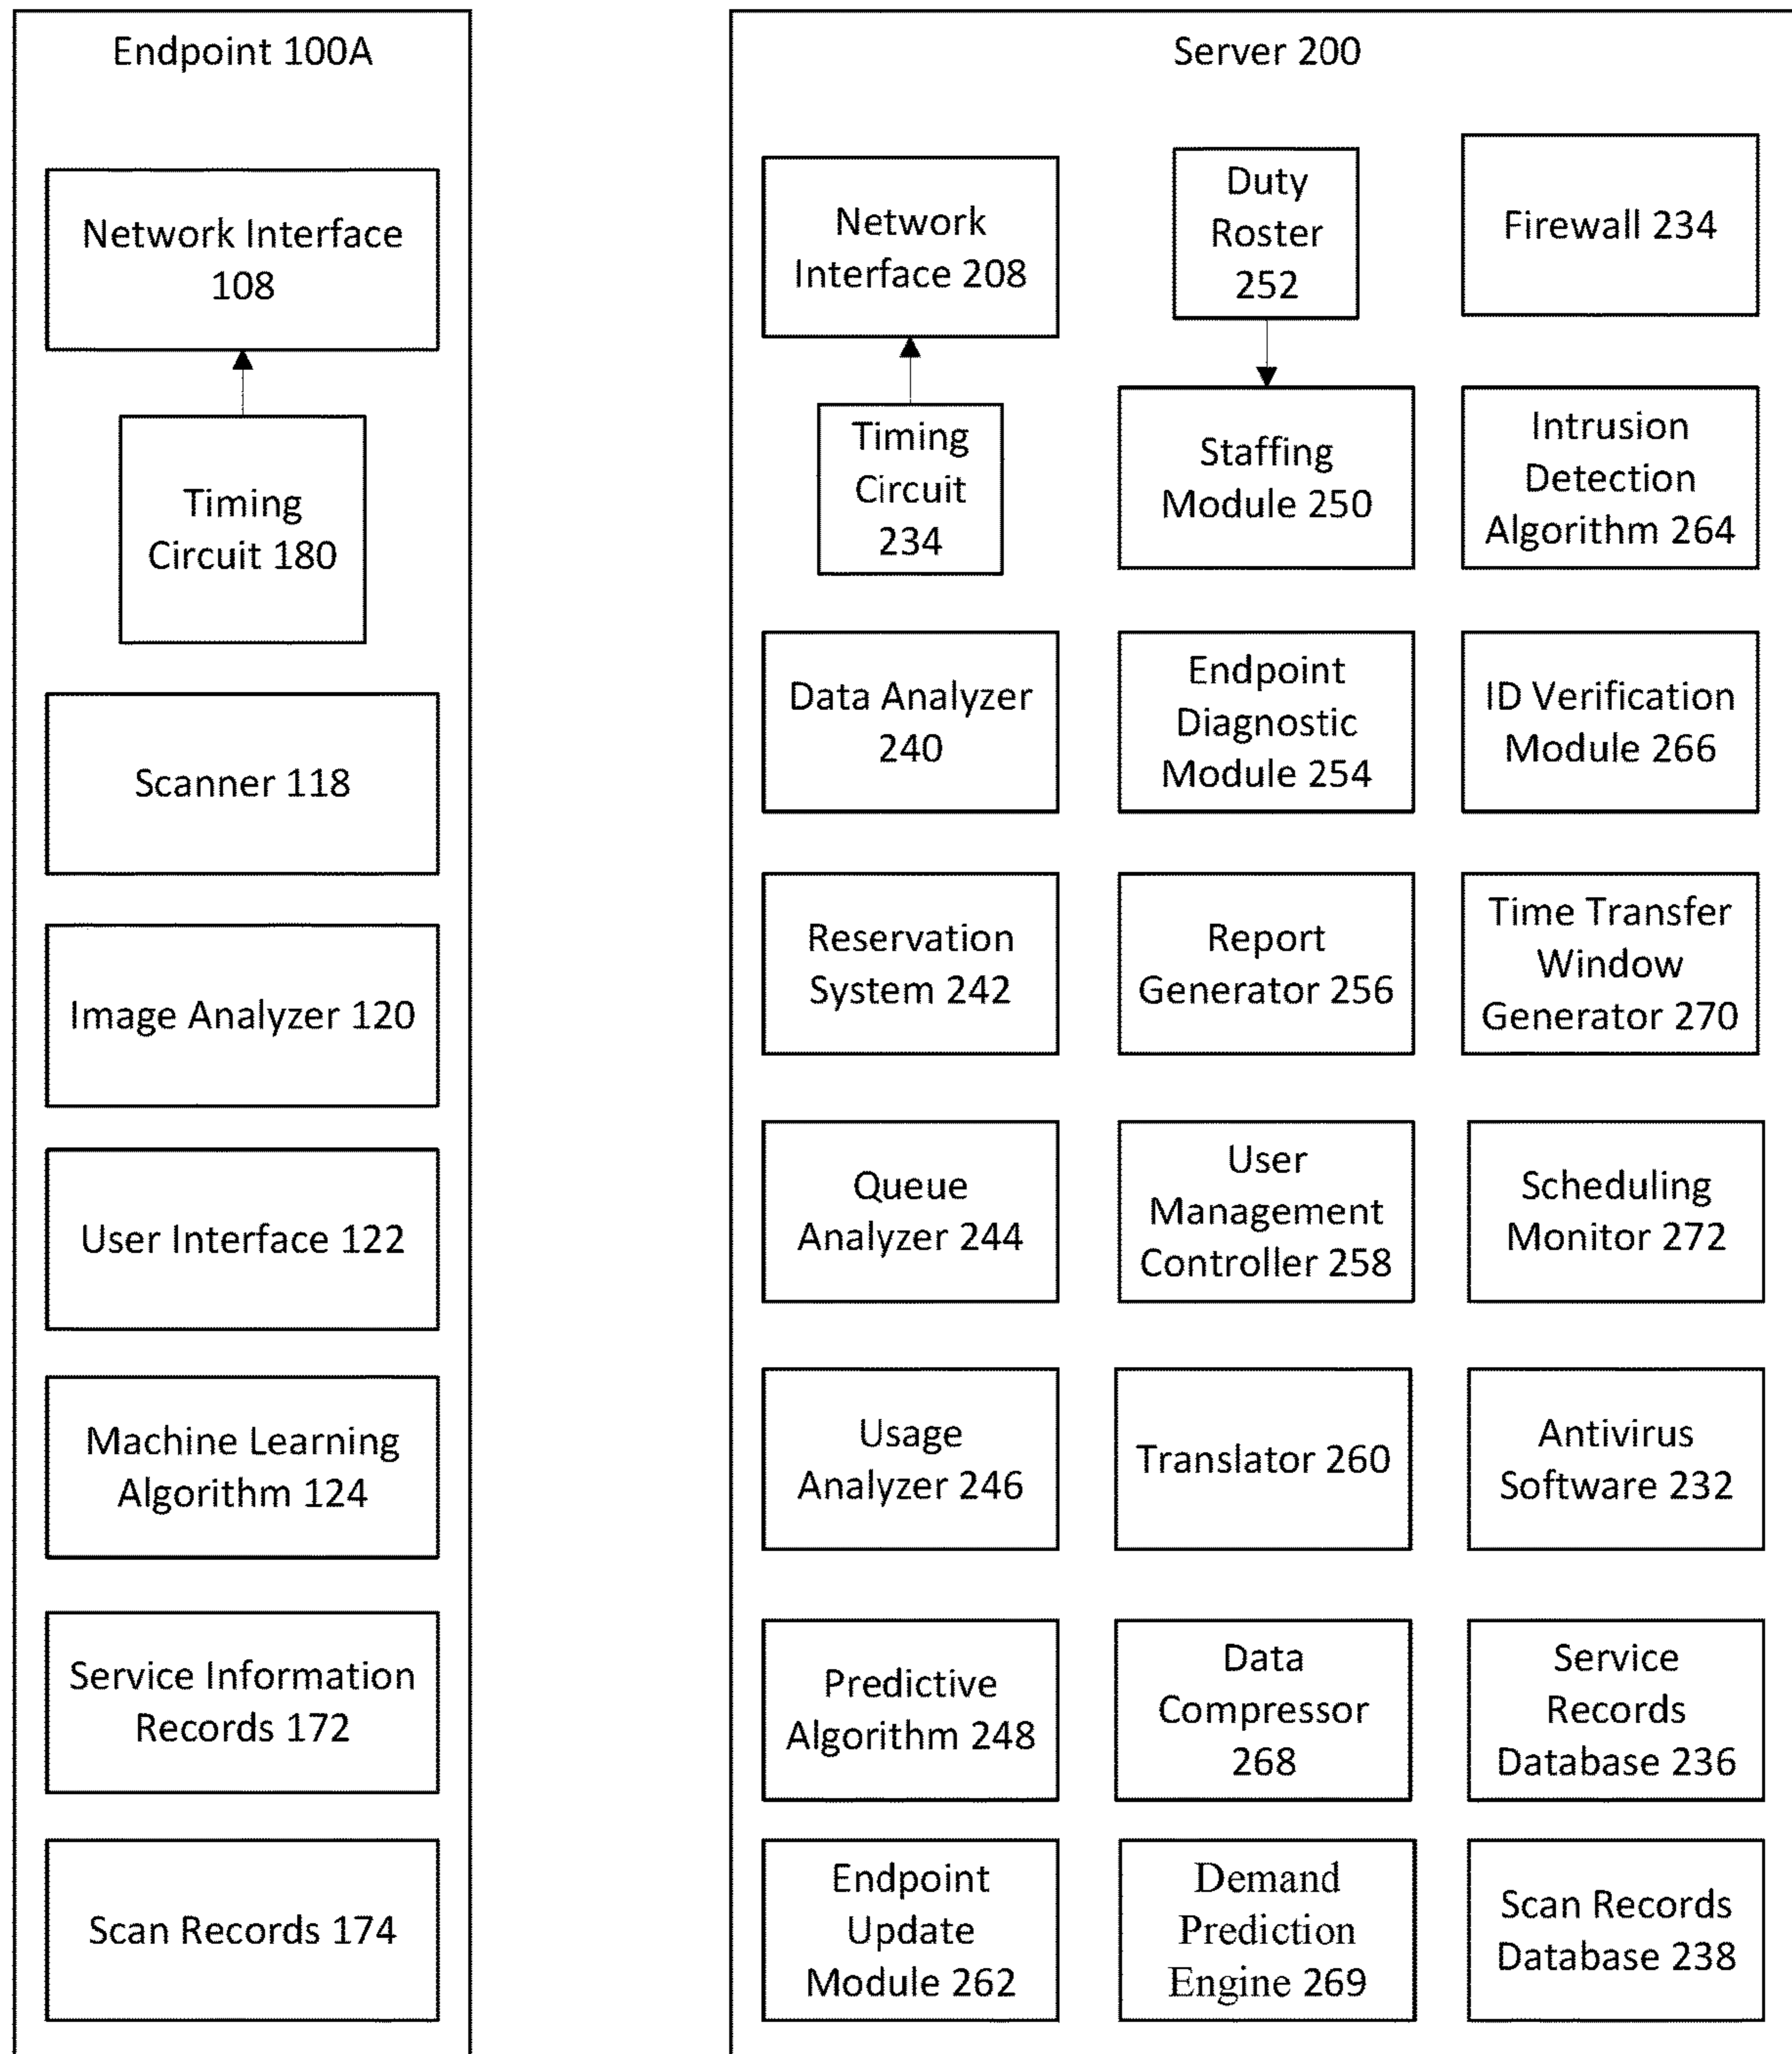 Endpoint 100A
Network Interface
108
Timing
Circuit 180
Scanner 118
Image Analyzer 120
User Interface 122
Machine Learning
Algorithm 124
Service Information
Records 172
Scan Records 174
Server 200
Network
Interface 208
Timing
Circuit
234
Data Analyzer
240
Reservation
System 242
Queue
Analyzer 244
Usage
Analyzer 246
Predictive
Algorithm 248
Endpoint
Update
Module 262
Duty
Roster
252
Staffing
Module 250
Endpoint
Diagnostic
Module 254
Report
Generator 256
User
Management
Controller 258
Translator 260
Data
Compressor
268
Demand
Prediction
Engine 269
Firewall 234
Intrusion
Detection
Algorithm 264
ID Verification
Module 266
Time Transfer
Window
Generator 270
Scheduling
Monitor 272
Antivirus
Software 232
Service
Records
Database 236
Scan Records
Database 238